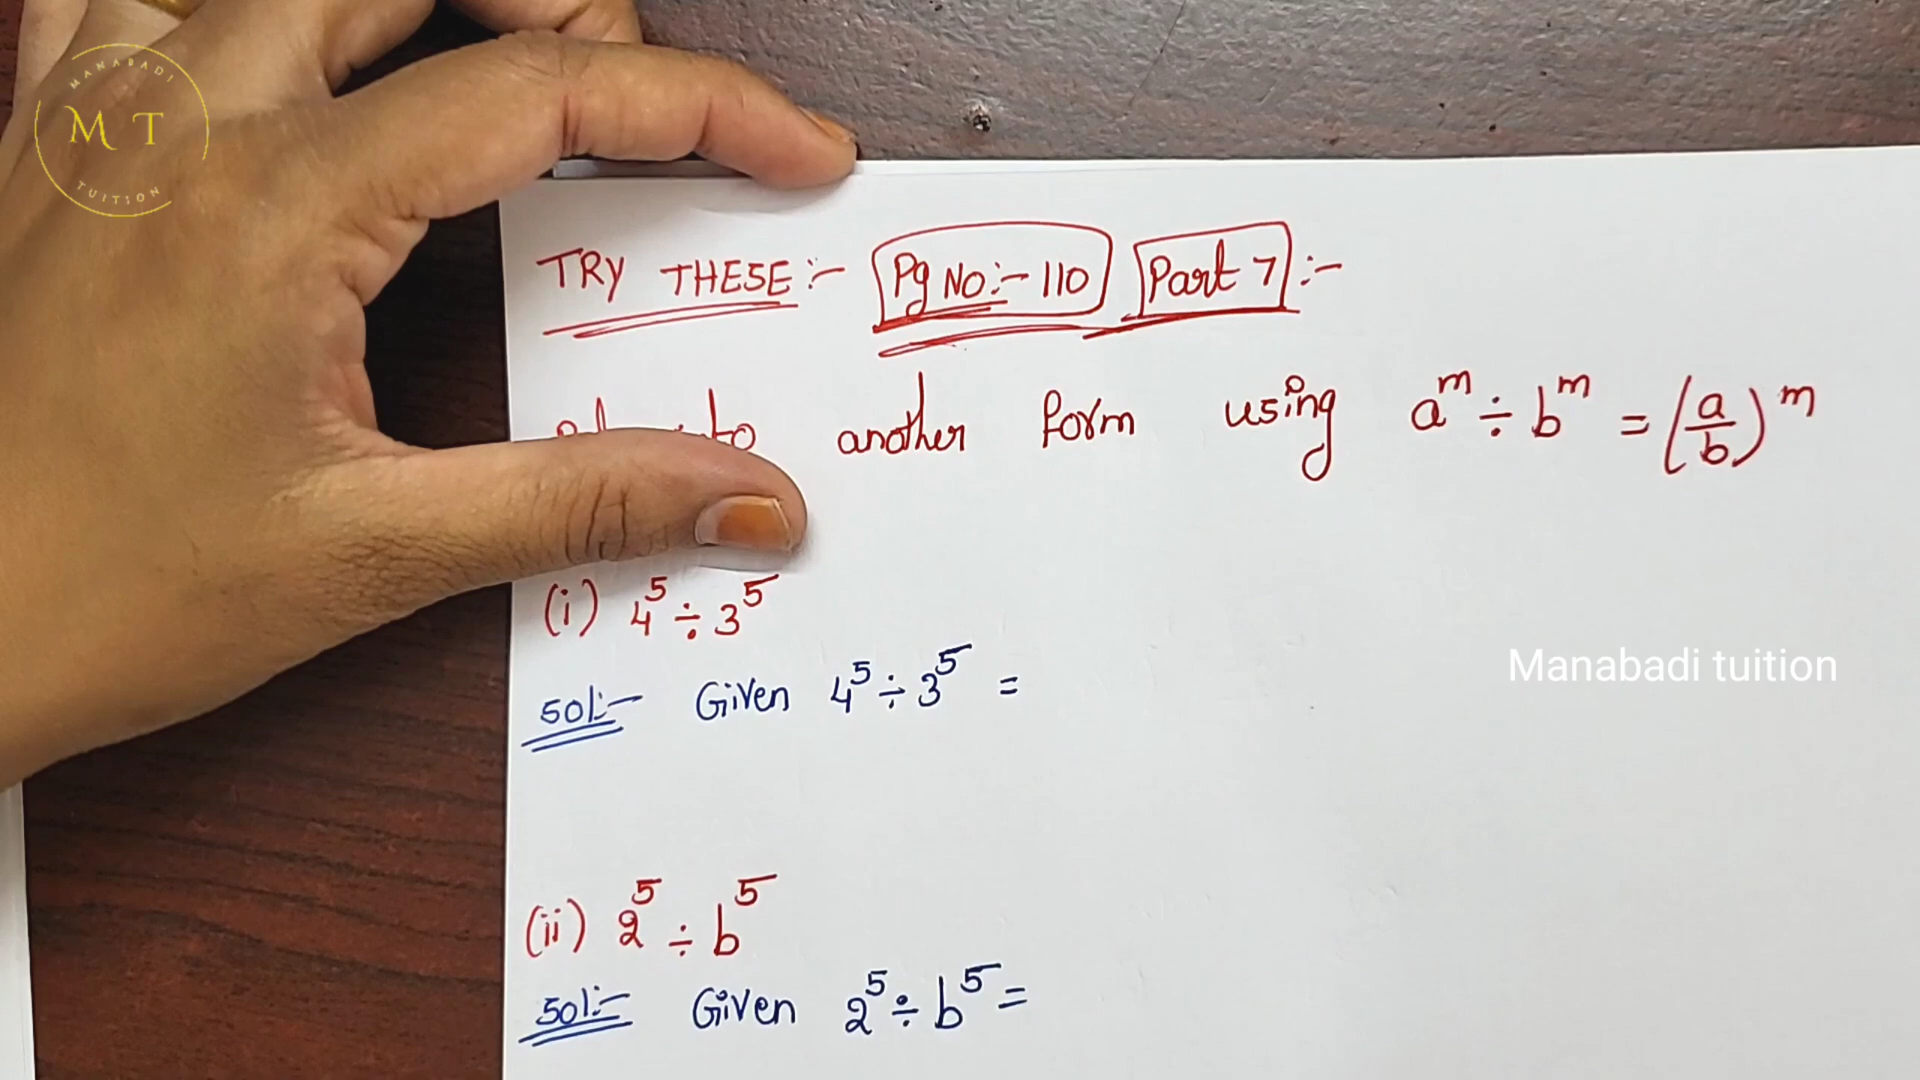 MANABADI
M T
TUITION
TRY THESE:- Pg NO:- 110 Part 7 :-
another form using a^m ÷ b^m = (a/b)^m
(i) 4^5 ÷ 3^5
Sol:- Given 4^5 ÷ 3^5 =
Manabadi tuition
(ii) 2^5 ÷ b^5
Sol:- Given 2^5 ÷ b^5 =